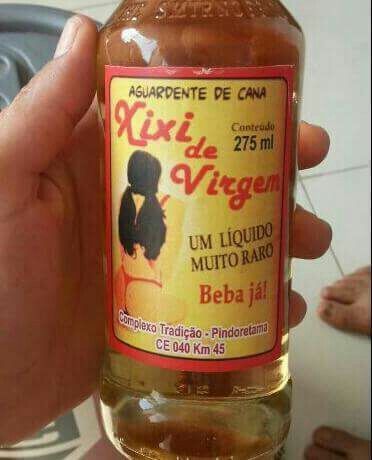 AGUARDENTE DE CANA
Xixi
de
Virgem
Conteúdo
275 ml
UM LÍQUIDO
MUITO RARO
Beba já!
Complexo Tradição - Pindoretama
CE 040 Km 45